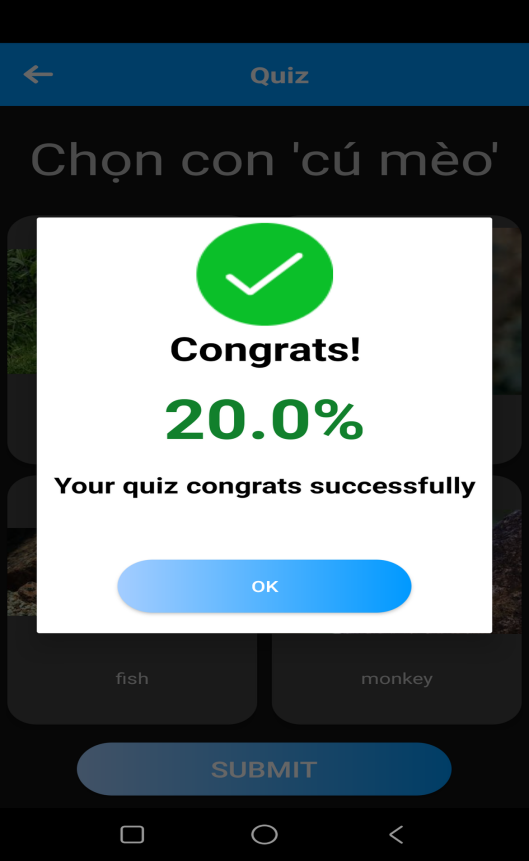 Quiz
Chọn con 'cú mèo'
Congrats!
20.0%
Your quiz congrats successfully
OK
fish
monkey
SUBMIT